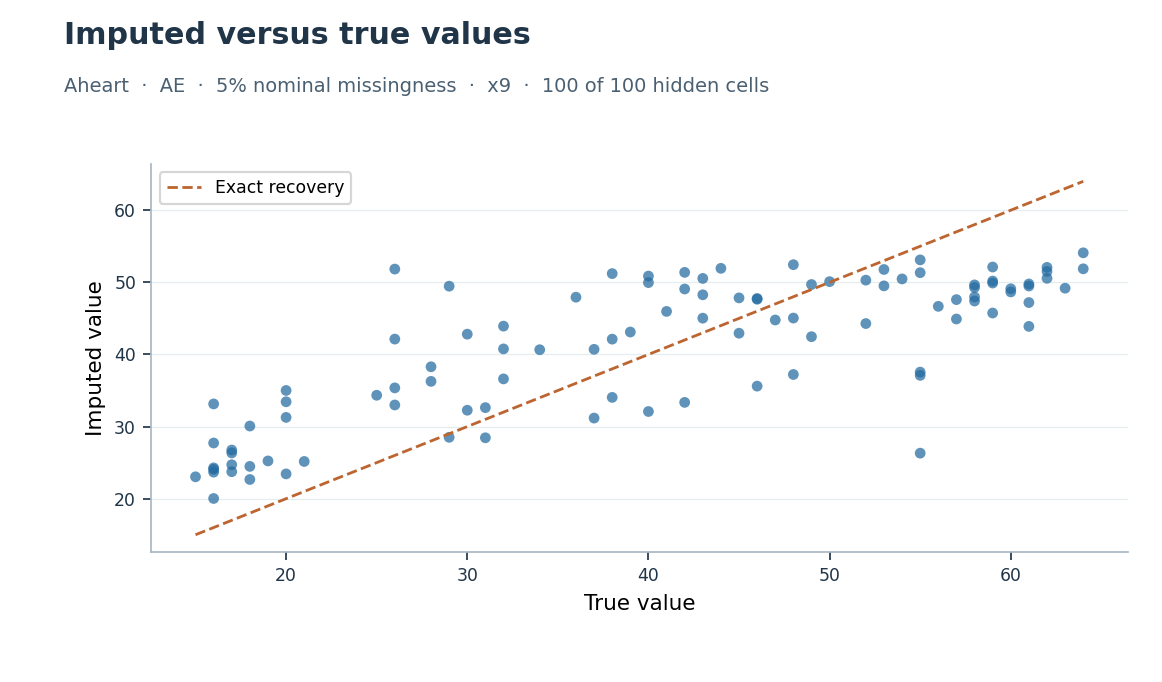 Imputed versus true values
Aheart · AE · 5% nominal missingness · x9 · 100 of 100 hidden cells
Exact recovery
60
50
40
30
20
Imputed value
20 30 40 50 60
True value